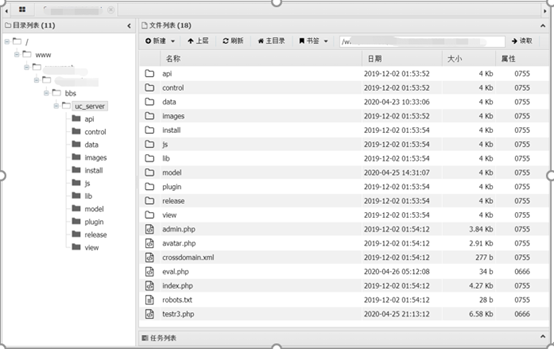 目录列表 (11)
/
www
bbs
uc_server
api
control
data
images
install
js
lib
model
plugin
release
view
文件列表 (18)
新建 上层 刷新 主目录 书签 /w 读取
名称 日期 大小 属性
api 2019-12-02 01:53:52 4 Kb 0755
control 2019-12-02 01:53:52 4 Kb 0755
data 2020-04-23 10:33:06 4 Kb 0755
images 2019-12-02 01:53:52 4 Kb 0755
install 2019-12-02 01:53:54 4 Kb 0755
js 2019-12-02 01:53:54 4 Kb 0755
lib 2019-12-02 01:53:54 4 Kb 0755
model 2020-04-25 14:31:07 4 Kb 0755
plugin 2019-12-02 01:53:54 4 Kb 0755
release 2019-12-02 01:53:54 4 Kb 0755
view 2019-12-02 01:53:54 4 Kb 0755
admin.php 2019-12-02 01:54:12 3.84 Kb 0755
avatar.php 2019-12-02 01:54:12 2.91 Kb 0755
crossdomain.xml 2019-12-02 01:54:12 277 b 0755
eval.php 2020-04-26 05:12:08 34 b 0666
index.php 2019-12-02 01:54:12 4.27 Kb 0755
robots.txt 2019-12-02 01:54:12 28 b 0755
testr3.php 2020-04-25 21:13:12 6.58 Kb 0666
任务列表